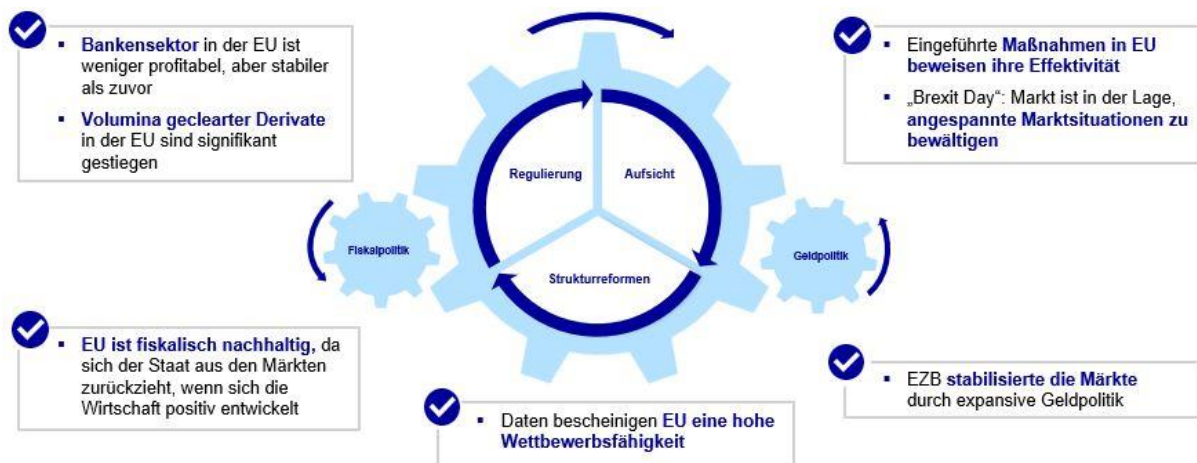 ▪ Bankensektor in der EU ist
weniger profitabel, aber stabiler
als zuvor
▪ Volumina geclearter Derivate
in der EU sind signifikant
gestiegen
▪ Eingeführte Maßnahmen in EU
beweisen ihre Effektivität
▪ „Brexit Day“: Markt ist in der Lage,
angespannte Marktsituationen zu
bewältigen
Regulierung
Aufsicht
Strukturreformen
Fiskalpolitik
Geldpolitik
▪ EU ist fiskalisch nachhaltig, da
sich der Staat aus den Märkten
zurückzieht, wenn sich die
Wirtschaft positiv entwickelt
▪ Daten bescheinigen EU eine hohe
Wettbewerbsfähigkeit
▪ EZB stabilisierte die Märkte
durch expansive Geldpolitik